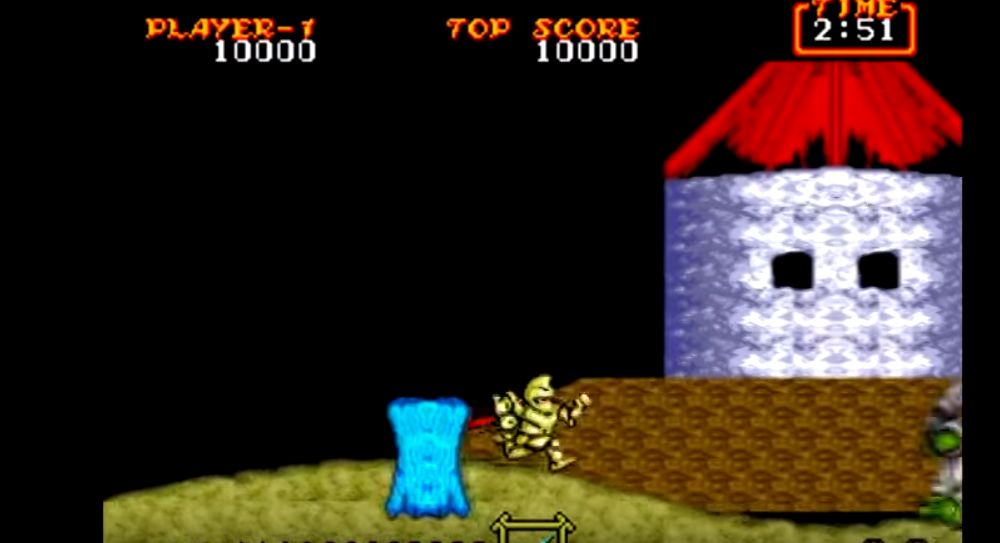 PLAYER-1
10000
TOP SCORE
10000
TIME
2:51